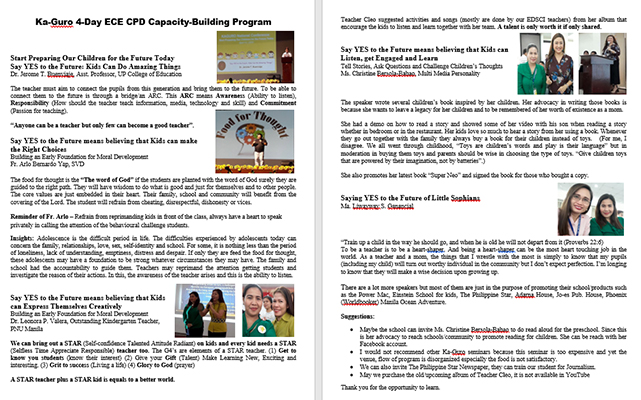 Ka-Guro 4-Day ECE CPD Capacity-Building Program
Start Preparing Our Children for the Future Today
Say YES to the Future: Kids Can Do Amazing Things
Dr. Jerome T. Buenviaje, Asst. Professor, UP College of Education
The teacher must aim to connect the pupils from this generation and bring them to the future. To be able to
connect them to the future is through a bridge an ARC. This ARC means Awareness (Ability to listen),
Responsibility (How should the teacher teach information, media, technology and skill) and Commitment
(Passion for teaching).
“Anyone can be a teacher but only few can become a good teacher”.
Food for Thought
Say YES to the Future means believing that Kids can make
the Right Choices
Building an Early Foundation for Moral Development
Fr. Arlo Bernardo Yap, SVD
The food for thought is the “The word of God” if the students are planted with the word of God surely they are
guided to the right path. They will have wisdom to do what is good and just for themselves and to other people.
The core values are just embedded in their heart. Their family, school and community will benefit from the
covering of the Lord. The student will refrain from cheating, disrespectful, dishonesty or vices.
Reminder of Fr. Arlo – Refrain from reprimanding kids in front of the class, always have a heart to speak
privately in calling the attention of the behavioural challenge students.
Insight: Adolescence is the difficult period in life. The difficulties experienced by adolescents today can
concern the family, relationships, love, sex, self-identity and school. For some, it is nothing less than the period
of loneliness, lack of understanding, emptiness, distress and despair. If only they are feed the food for thought,
these adolescents may have a foundation to be strong whatever circumstances they may have. The family and
school had the accountability to guide them. Teachers may reprimand the attention getting students and
investigate the reason of their actions. In this, the awareness of the teacher arises and this is the ability to listen.
Say YES to the Future means believing that Kids
can Express Themselves Creatively
Building an Early Foundation for Moral Development
Dr. Leonora P. Valera, Outstanding Kindergarten Teacher,
PNU Manila
We can bring out a STAR (Self-confidence Talented Attitude Radiant) on kids and every kid needs a STAR
(Selfless Time Appreciate Responsible) teacher too. The G4's are elements of a STAR teacher. (1) Get to
know you students (know their interest) (2) Give your Gift (Talent) Make Learning New, Exciting and
interesting. (3) Grit to success (Living a life) (4) Glory to God (prayer)
A STAR teacher plus a STAR kid is equals to a better world.
Teacher Cleo suggested activities and songs (mostly are done by our EDSCI teachers) from her album that
encourage the kids to listen and learn together with her team. A talent is only worth it if only shared.
Say YES to the Future means believing that Kids can
Listen, get Engaged and Learn
Tell Stories, Ask Questions and Challenge Children's Thoughts
Ms. Christine Bersola-Babao, Multi Media Personality
The speaker wrote several children's book inspired by her children. Her advocacy in writing those books is
because she wants to leave a legacy for her children and to be remembered of her worth of existence as a mom.
She had a demo on how to read a story and showed some of her video with his son when reading a story
whether in bedroom or in the restaurant. Her kids love so much to hear a story from her using a book. Whenever
they go out together with the family they always buy a book for their children instead of toys. (For me, I
disagree. We all went through childhood, “Toys are children's words and play is their language” but in
moderation in buying them toys and parents should be wise in choosing the type of toys. “Give children toys
that are powered by their imagination, not by batteries”.)
She also promotes her latest book “Super Neo” and signed the book for those who bought a copy.
Saying YES to the Future of Little Sophians
“Train up a child in the way he should go, and when he is old he will not depart from it (Proverbs 22:6)
To be a teacher is to be a heart-shaper. And being a heart-shaper can be the most heart touching job in the
world. As a teacher and a mom, the things that I wrestle with the most is simply to know that my pupils
(including my child) will turn out worthy individual in the community but I don't expect perfection. I'm longing
to know that they will make a wise decision upon growing up.
There are a lot more speakers but most of them are just in the purpose of promoting their school products such
as the Power Mac, Einstein School for kids, The Philippine Star, Adarna House, Jo-es Pub. House, Phoenix
(Worldbooker) Manila Ocean Adventure.
Suggestions:
• Maybe the school can invite Ms. Christine Bersola-Babao to do read aloud for the preschool. Since this
is her advocacy to reach schools/community to promote reading for children. She can be reach with her
Facebook account.
• I would not recommend other Ka-Guro seminars because this seminar is too expensive and yet the
venue, flow of program is disorganized especially the food is not satisfactory.
• We can also invite The Philippine Star Newspaper, they can train our student for Journalism.
• May we purchase the old/upcoming album of Teacher Cleo, it is not available in YouTube
Thank you for the opportunity to learn.